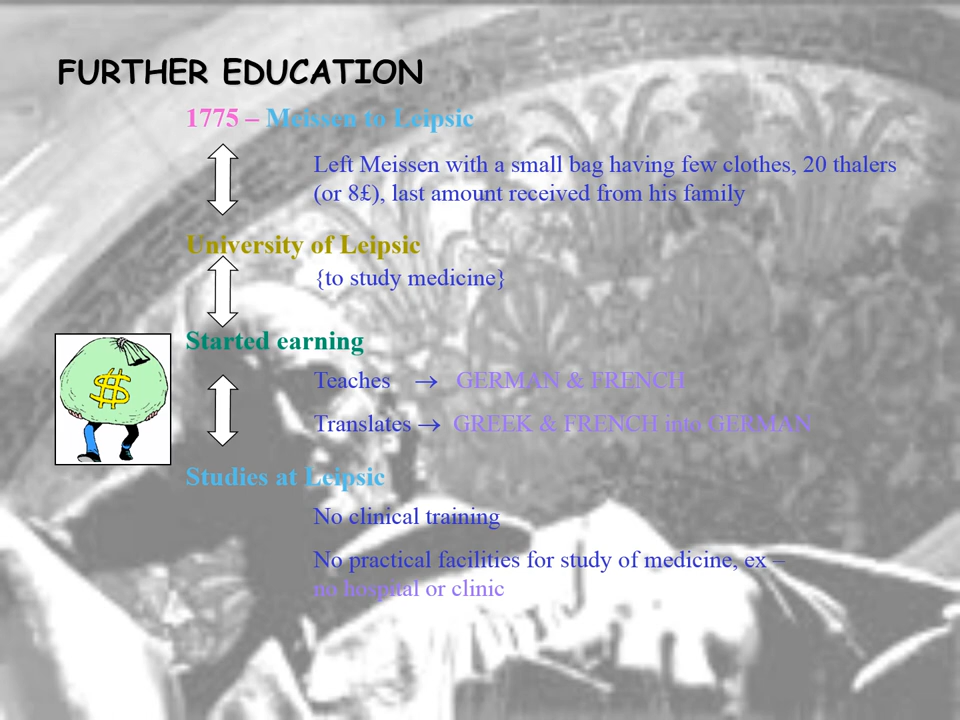 FURTHER EDUCATION
1775 – Meissen to Leipsic
Left Meissen with a small bag having few clothes, 20 thalers
(or 8£), last amount received from his family
University of Leipsic
{to study medicine}
Started earning
$
Teaches → GERMAN & FRENCH
Translates → GREEK & FRENCH into GERMAN
Studies at Leipsic
No clinical training
No practical facilities for study of medicine, ex –
no hospital or clinic